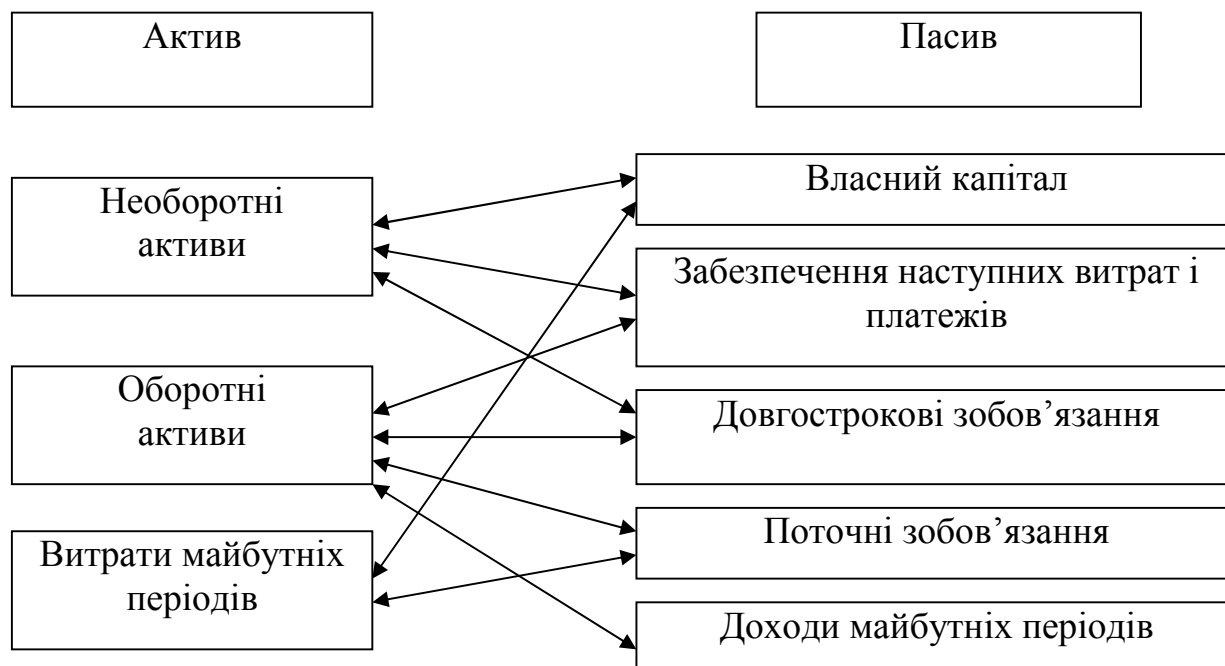 Актив
Пасив
Необоротні
активи
Оборотні
активи
Витрати майбутніх
періодів
Власний капітал
Забезпечення наступних витрат і
платежів
Довгострокові зобов’язання
Поточні зобов’язання
Доходи майбутніх періодів